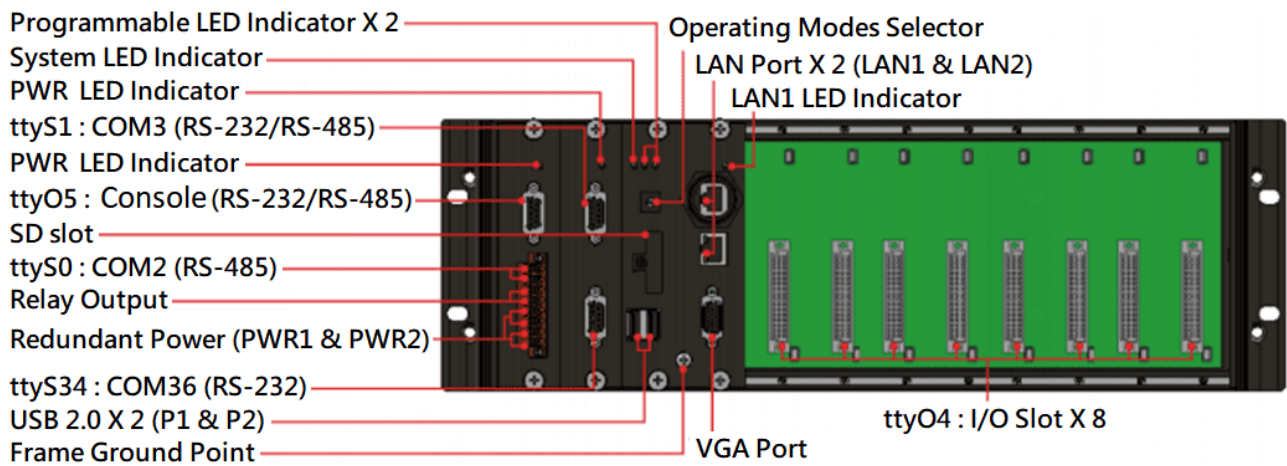 Programmable LED Indicator X 2
System LED Indicator
PWR LED Indicator
ttyS1 : COM3 (RS-232/RS-485)
PWR LED Indicator
ttyO5 : Console (RS-232/RS-485)
SD slot
ttyS0 : COM2 (RS-485)
Relay Output
Redundant Power (PWR1 & PWR2)
ttyS34 : COM36 (RS-232)
USB 2.0 X 2 (P1 & P2)
Frame Ground Point
Operating Modes Selector
LAN Port X 2 (LAN1 & LAN2)
LAN1 LED Indicator
ttyO4 : I/O Slot X 8
VGA Port